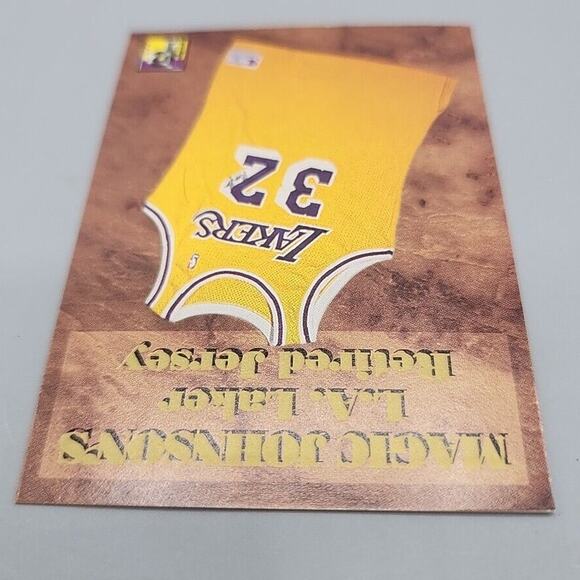 MAGIC JOHNSON'S
L.A. Laker
Retired Jersey
LAKERS
32